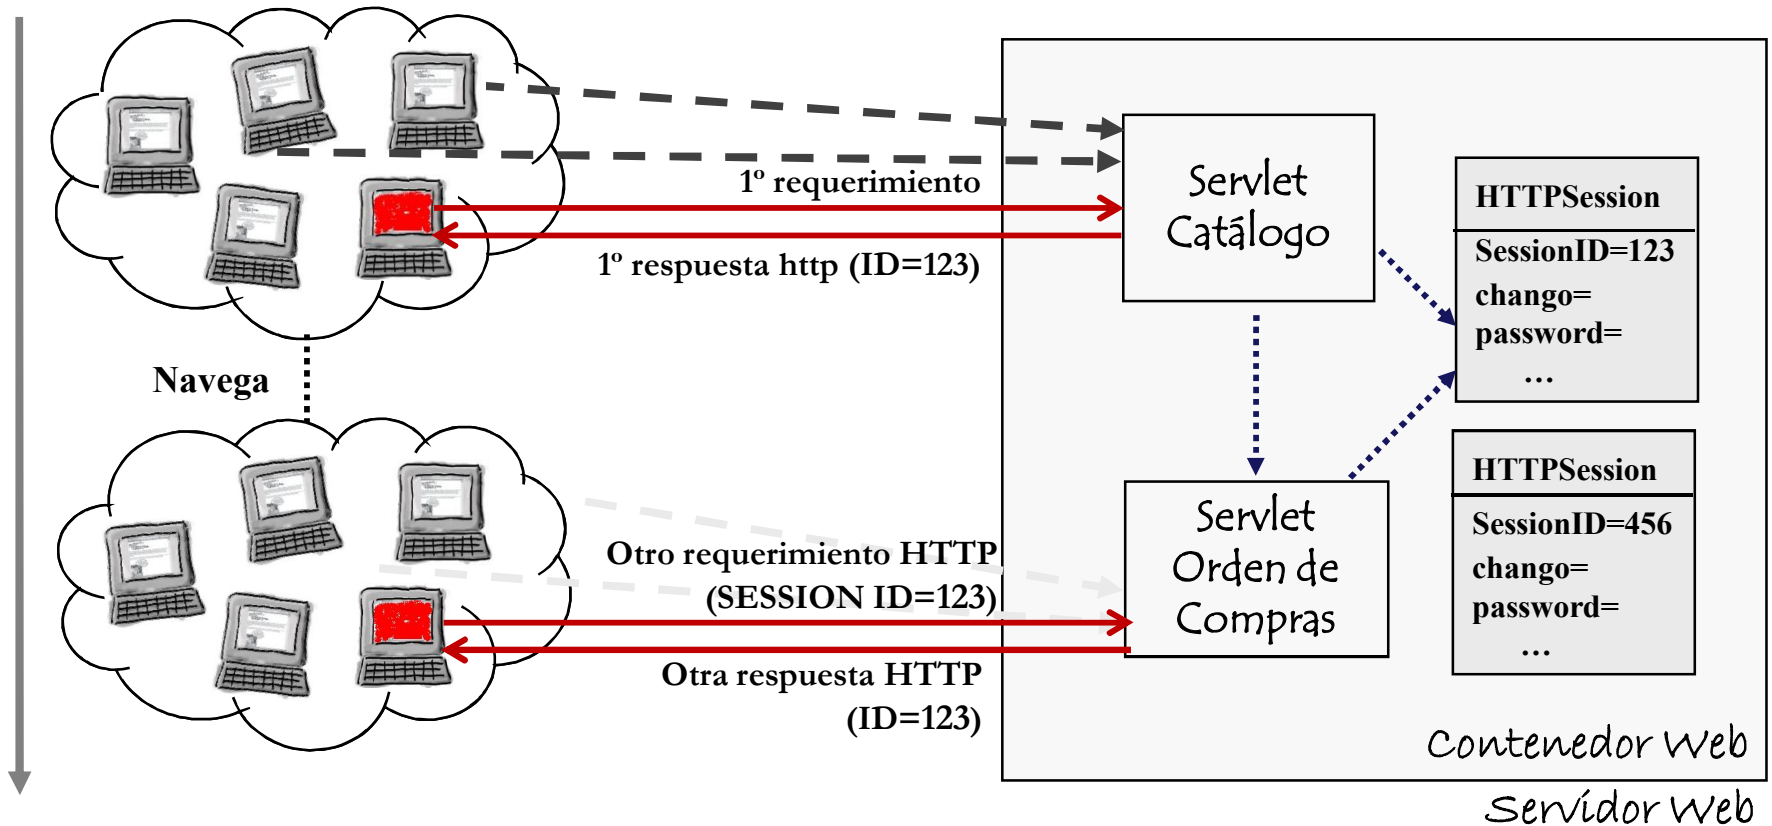 1º requerimiento
1º respuesta http (ID=123)
Servlet
Catálogo
HTTPSession
SessionID=123
chango=
password=
...
Navega
Otro requerimiento HTTP
(SESSION ID=123)
Otra respuesta HTTP
(ID=123)
Servlet
Orden de
Compras
HTTPSession
SessionID=456
chango=
password=
...
Contenedor Web
Servidor Web